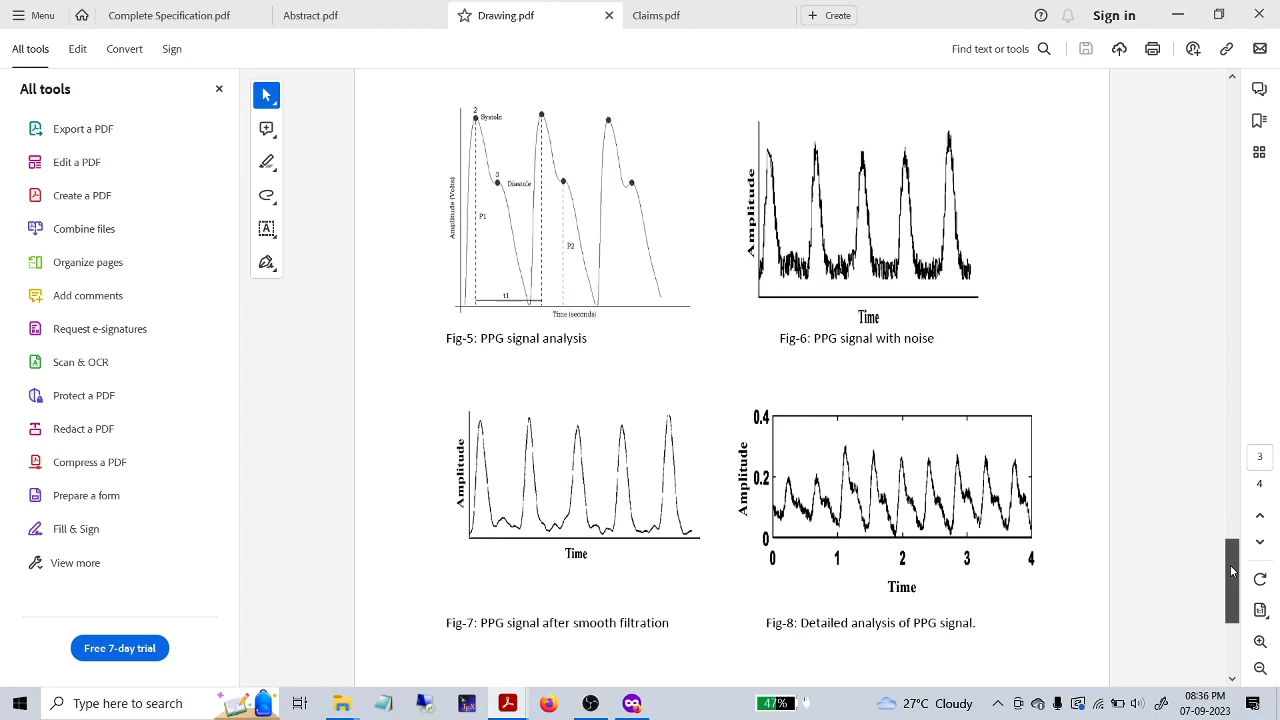 Menu
Complete Specification.pdf
Abstract.pdf
Drawing.pdf
Claims.pdf
Create
Sign in
All tools
Edit
Convert
Sign
Find text or tools
All tools
Export a PDF
Edit a PDF
Create a PDF
Combine files
Organize pages
Add comments
Request e-signatures
Scan & OCR
Protect a PDF
Redact a PDF
Compress a PDF
Prepare a form
Fill & Sign
View more
Free 7-day trial
Amplitude (Volts)
2
Systole
3
Diastole
P1
P2
t1
Time (seconds)
Fig-5: PPG signal analysis
Amplitude
Time
Fig-6: PPG signal with noise
Amplitude
Time
Fig-7: PPG signal after smooth filtration
Amplitude
0.4
0.2
0
0 1 2 3 4
Time
Fig-8: Detailed analysis of PPG signal.
3
4
Type here to search
47%
27°C Cloudy
08:36 PM
07-09-2023